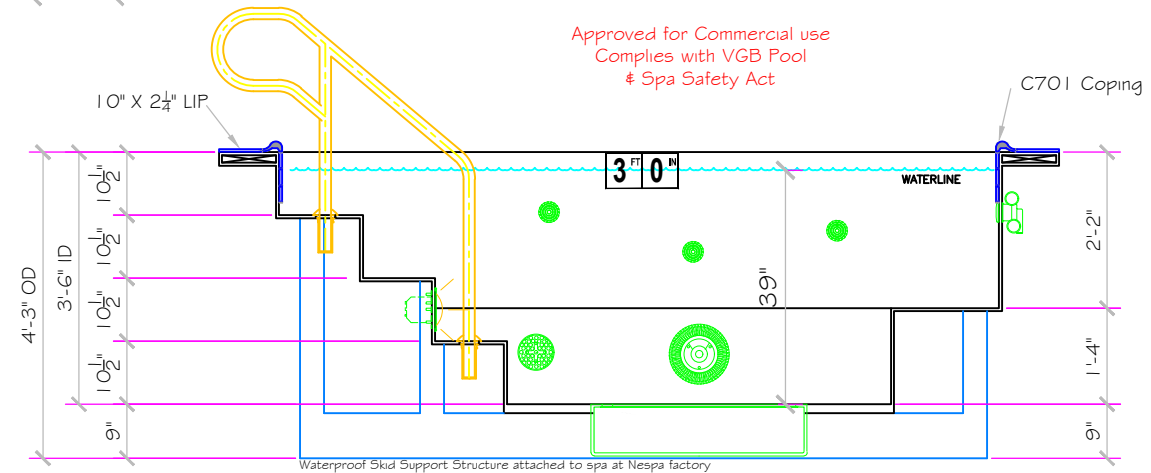 Approved for Commercial use
Complies with VGB Pool
& Spa Safety Act
10" X 2¼" LIP
C701 Coping
3 FT 0 IN
WATERLINE
10½"
10½"
10½"
10½"
9"
3'-6" ID
4'-3" OD
39"
2'-2"
1'-4"
9"
Waterproof Skid Support Structure attached to spa at Nespa factory